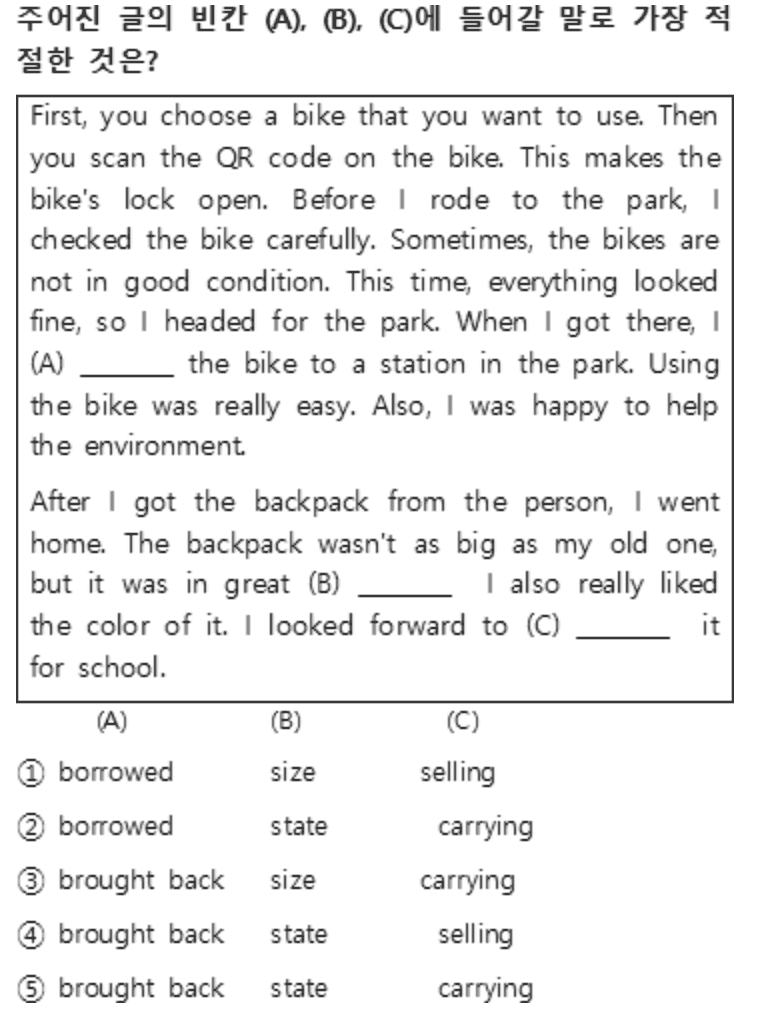 주어진 글의 빈칸 (A), (B), (C)에 들어갈 말로 가장 적
절한 것은?
First, you choose a bike that you want to use. Then
you scan the QR code on the bike. This makes the
bike's lock open. Before I rode to the park, I
checked the bike carefully. Sometimes, the bikes are
not in good condition. This time, everything looked
fine, so I headed for the park. When I got there, I
(A) ________ the bike to a station in the park. Using
the bike was really easy. Also, I was happy to help
the environment.
After I got the backpack from the person, I went
home. The backpack wasn't as big as my old one,
but it was in great (B) ________ I also really liked
the color of it. I looked forward to (C) ________ it
for school.
(A) (B) (C)
① borrowed size selling
② borrowed state carrying
③ brought back size carrying
④ brought back state selling
⑤ brought back state carrying